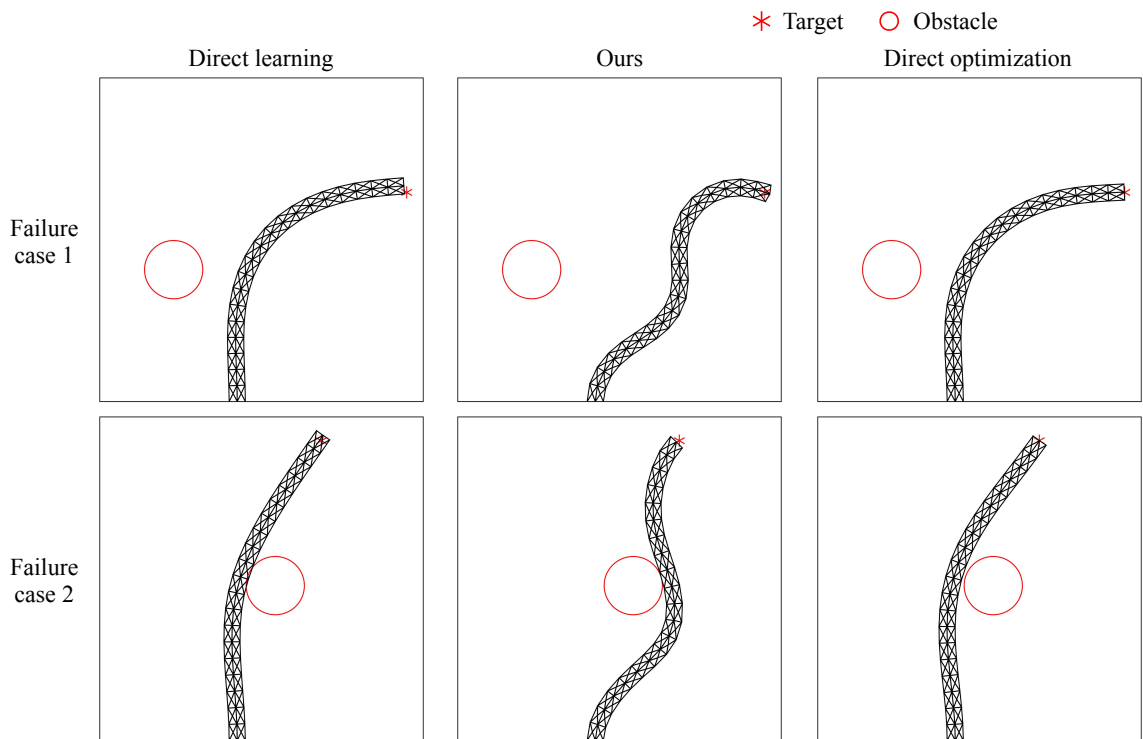 Target Obstacle
Direct learning Ours Direct optimization
Failure
case 1
Failure
case 2